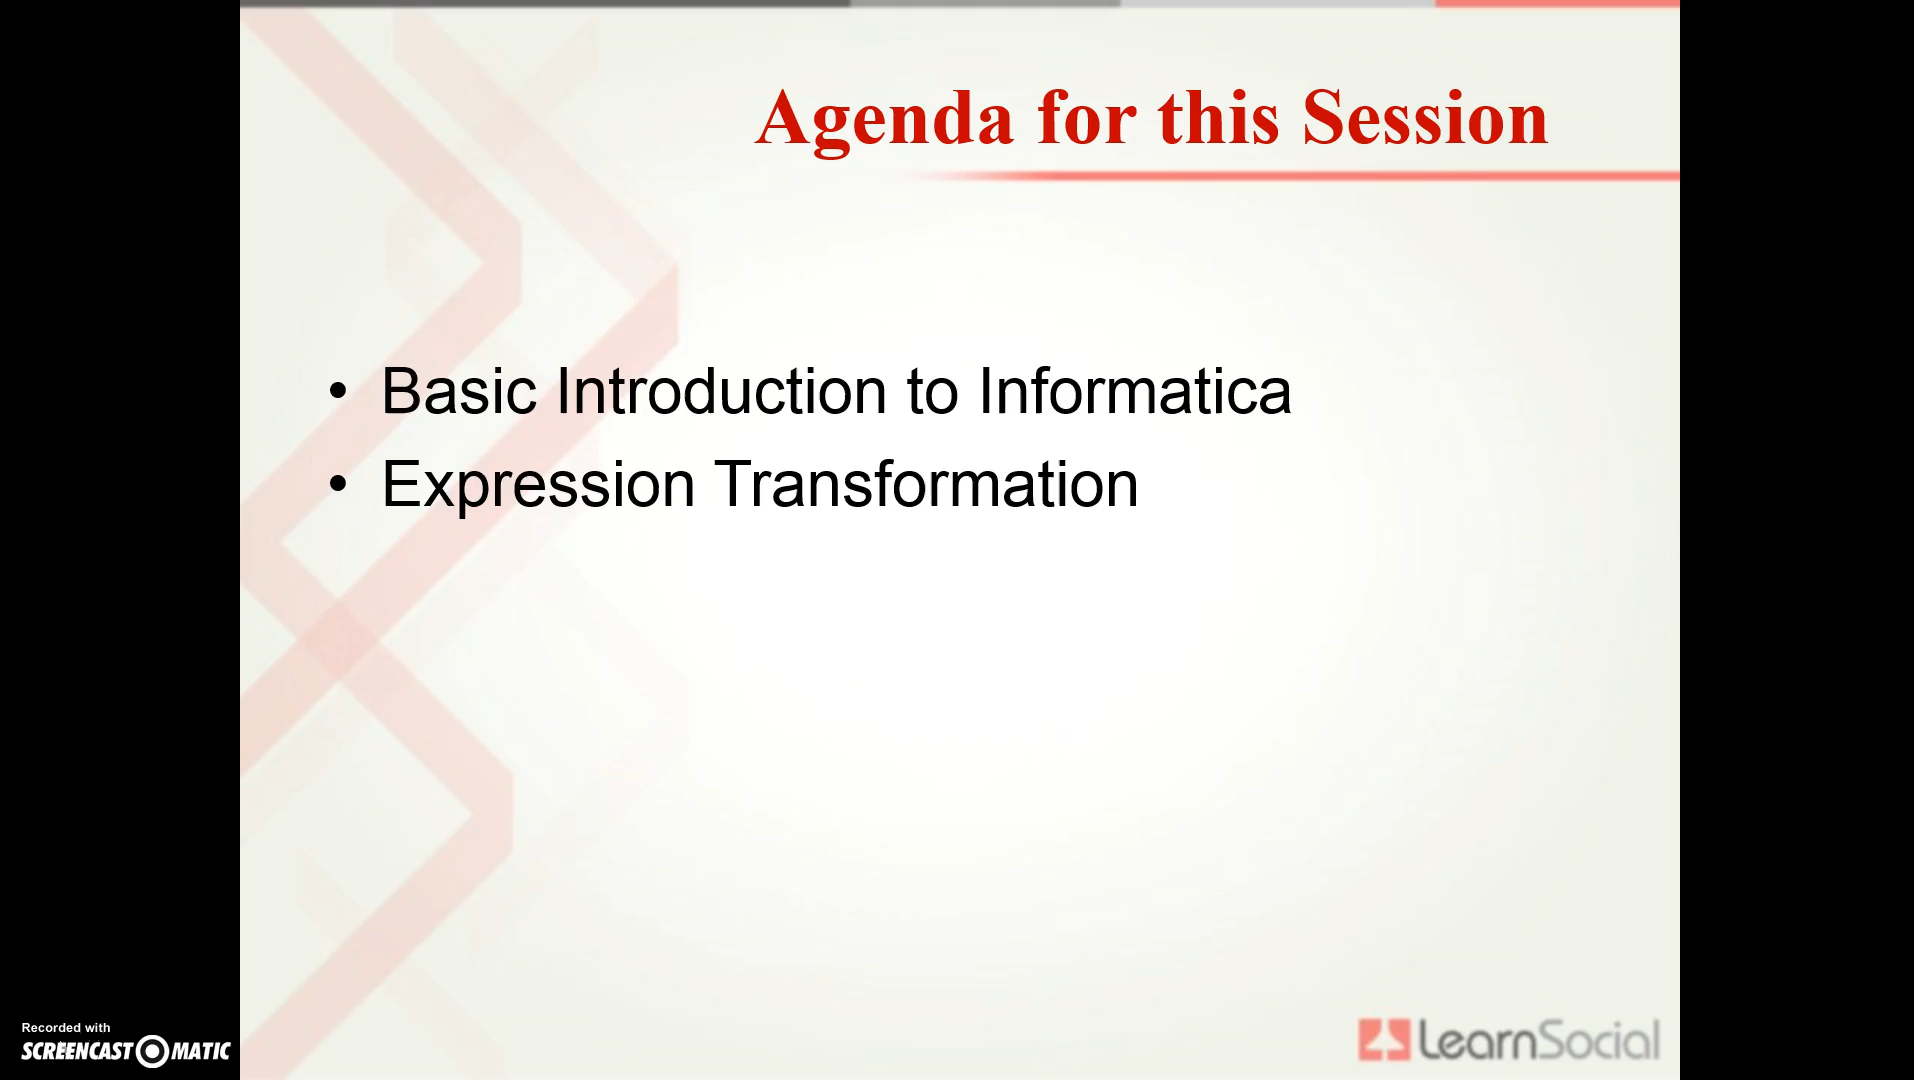 Agenda for this Session
• Basic Introduction to Informatica
• Expression Transformation
Recorded with
SCREENCAST O MATIC
LearnSocial